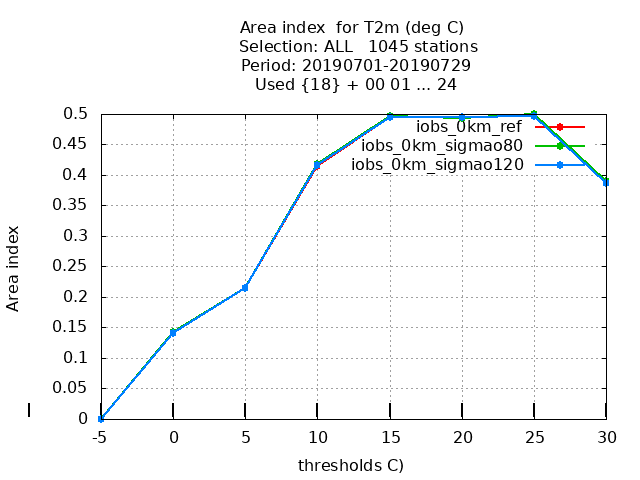 Area index  for T2m (deg C)
Selection: ALL   1045 stations
Period: 20190701-20190729
Used {18} + 00 01 ... 24
0.5
0.45
0.4
0.35
0.3
0.25
0.2
0.15
0.1
0.05
0
Area index
iobs_0km_ref
iobs_0km_sigmao80
iobs_0km_sigmao120
-5 0 5 10 15 20 25 30
thresholds C)